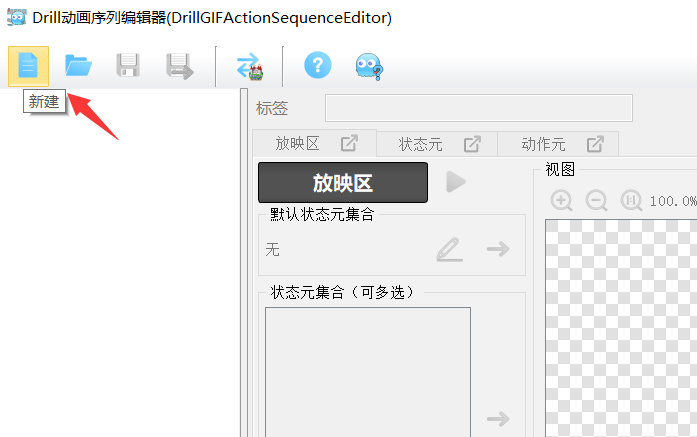 Drill动画序列编辑器(DrillGIFActionSequenceEditor)
新建
标签
放映区 状态元 动作元
放映区
视图
100.0%
默认状态元集合
无
状态元集合（可多选）